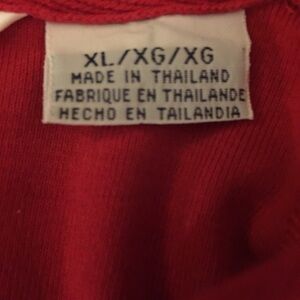 XL/XG/XG
MADE IN THAILAND
FABRIQUE EN THAILANDE
HECHO EN TAILANDIA